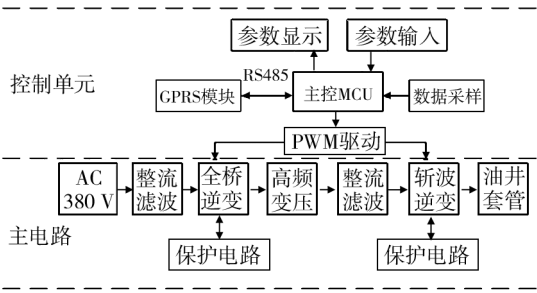 参数显示
参数输入
控制单元
RS485
GPRS模块
主控MCU
数据采样
PWM驱动
AC
380 V
整流
滤波
全桥
逆变
高频
变压
整流
滤波
斩波
逆变
油井
套管
主电路
保护电路
保护电路